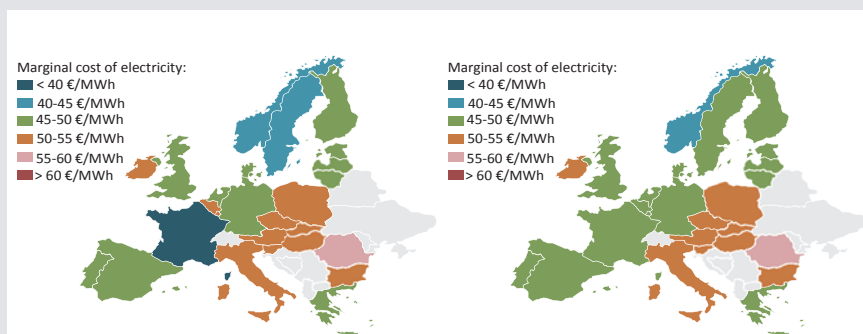 Marginal cost of electricity:
< 40 €/MWh
40-45 €/MWh
45-50 €/MWh
50-55 €/MWh
55-60 €/MWh
> 60 €/MWh
Marginal cost of electricity:
< 40 €/MWh
40-45 €/MWh
45-50 €/MWh
50-55 €/MWh
55-60 €/MWh
> 60 €/MWh